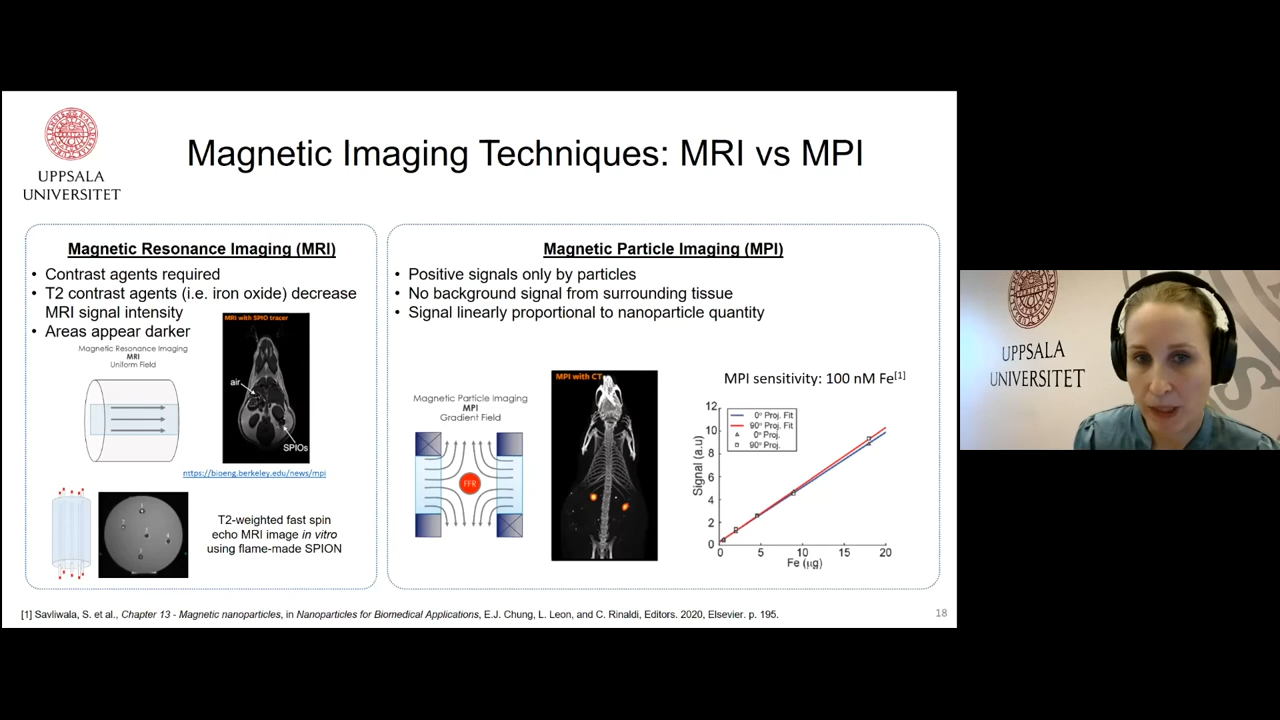 UPPSALA
UNIVERSITET
Magnetic Imaging Techniques: MRI vs MPI
Magnetic Resonance Imaging (MRI)
• Contrast agents required
• T2 contrast agents (i.e. iron oxide) decrease
MRI signal intensity
• Areas appear darker
Magnetic Resonance Imaging
MRI
Uniform Field
MRI with SPIO tracer
air
SPIOs
https://bioeng.berkeley.edu/news/mpi
T2-weighted fast spin
echo MRI image in vitro
using flame-made SPION
Magnetic Particle Imaging (MPI)
• Positive signals only by particles
• No background signal from surrounding tissue
• Signal linearly proportional to nanoparticle quantity
Magnetic Particle Imaging
MPI
Gradient Field
FFR
MPI with CT
MPI sensitivity: 100 nM Fe[1]
0° Proj. Fit
90° Proj. Fit
0° Proj.
90° Proj.
Signal (a.u)
12
10
8
6
4
2
0
0 5 10 15 20
Fe (μg)
[1] Savliwala, S. et al., Chapter 13 - Magnetic nanoparticles, in Nanoparticles for Biomedical Applications, E.J. Chung, L. Leon, and C. Rinaldi, Editors. 2020, Elsevier. p. 195.
18
UPPSALA
UNIVERSITET